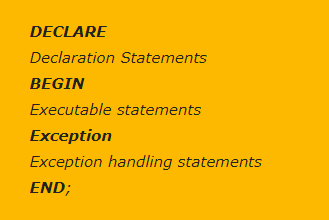 DECLARE
Declaration Statements
BEGIN
Executable statements
Exception
Exception handling statements
END;